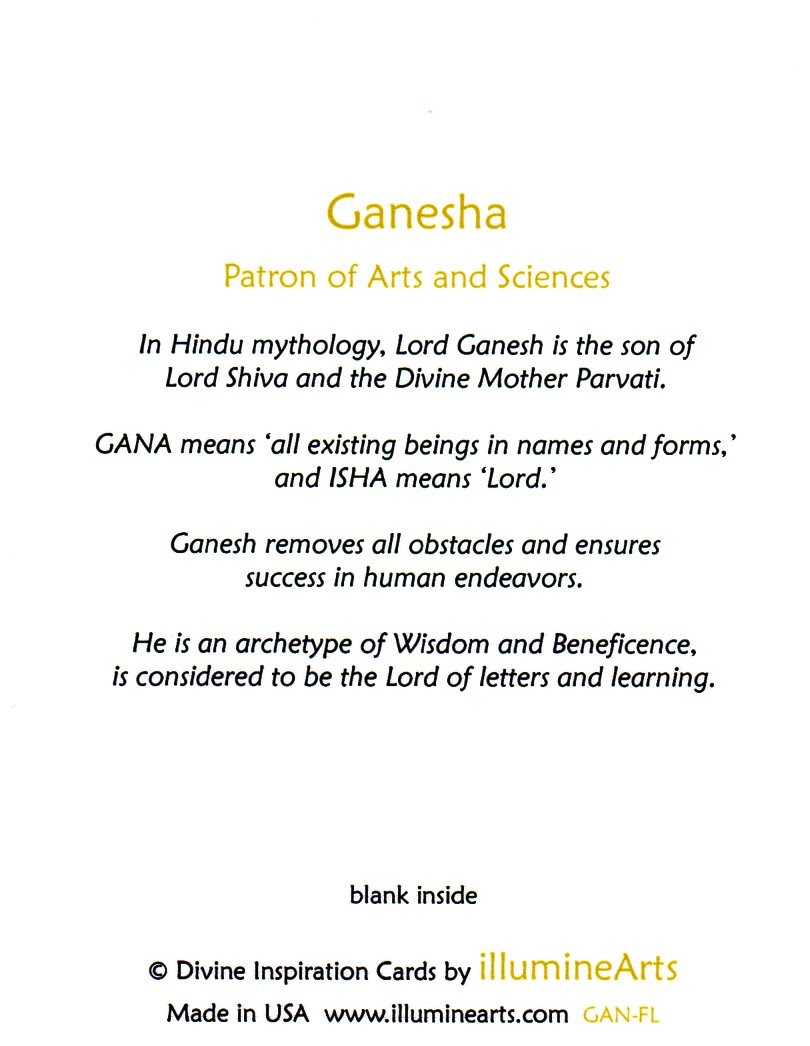 Ganesha
Patron of Arts and Sciences
In Hindu mythology, Lord Ganesh is the son of
Lord Shiva and the Divine Mother Parvati.
GANA means ‘all existing beings in names and forms,’
and ISHA means ‘Lord.’
Ganesh removes all obstacles and ensures
success in human endeavors.
He is an archetype of Wisdom and Beneficence,
is considered to be the Lord of letters and learning.
blank inside
© Divine Inspiration Cards by illumineArts
Made in USA www.illuminearts.com GAN-FL